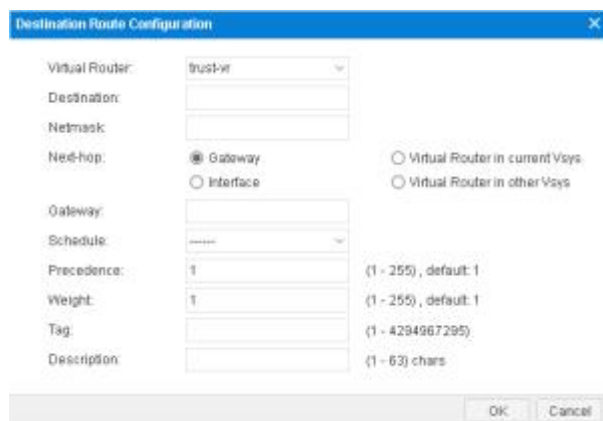 Destination Route Configuration
Virtual Router: trust-vr
Destination:
Netmask:
Next-hop: Gateway Virtual Router in current Vsys
Interface Virtual Router in other Vsys
Gateway:
Schedule: ------
Precedence: 1 (1 - 255) , default: 1
Weight: 1 (1 - 255) , default: 1
Tag: (1 - 4294967295)
Description: (1 - 63) chars
OK Cancel